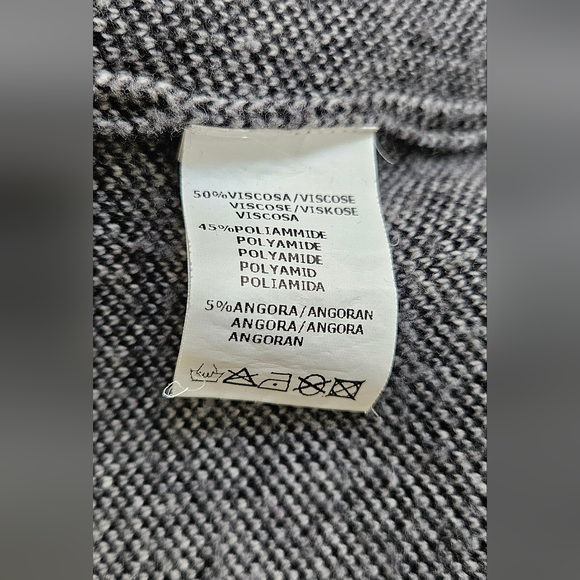 50%VISCOSA/VISCOSE
VISCOSE/VISKOSE
VISCOSA
45%POLIAMMIDE
POLYAMIDE
POLYAMIDE
POLYAMID
POLIAMIDA
5%ANGORA/ANGORAN
ANGORA/ANGORA
ANGORAN